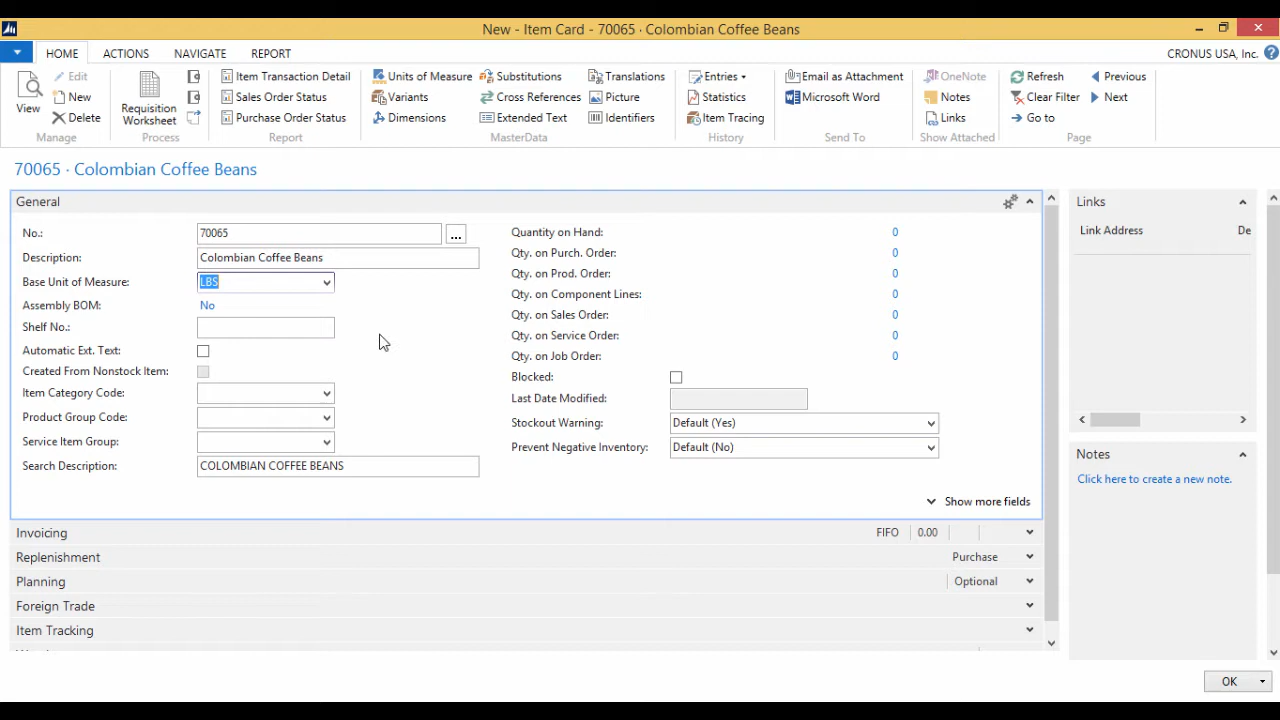 New - Item Card - 70065 · Colombian Coffee Beans
HOME ACTIONS NAVIGATE REPORT CRONUS USA, Inc.
View Edit New Delete Manage
Requisition Worksheet Process
Item Transaction Detail
Sales Order Status
Purchase Order Status
Report
Units of Measure Substitutions Translations
Variants Cross References Picture
Dimensions Extended Text Identifiers
MasterData
Entries
Statistics
Item Tracing
History
Email as Attachment
Microsoft Word
Send To
OneNote
Notes
Links
Show Attached
Refresh Previous
Clear Filter Next
Go to
Page
70065 · Colombian Coffee Beans
General
No.: 70065 ...
Description: Colombian Coffee Beans
Base Unit of Measure: LBS
Assembly BOM: No
Shelf No.:
Automatic Ext. Text:
Created From Nonstock Item:
Item Category Code:
Product Group Code:
Service Item Group:
Search Description: COLOMBIAN COFFEE BEANS
Quantity on Hand: 0
Qty. on Purch. Order: 0
Qty. on Prod. Order: 0
Qty. on Component Lines: 0
Qty. on Sales Order: 0
Qty. on Service Order: 0
Qty. on Job Order: 0
Blocked:
Last Date Modified:
Stockout Warning: Default (Yes)
Prevent Negative Inventory: Default (No)
Show more fields
Invoicing FIFO 0.00
Replenishment Purchase
Planning Optional
Foreign Trade
Item Tracking
Links
Link Address De
Notes
Click here to create a new note.
OK